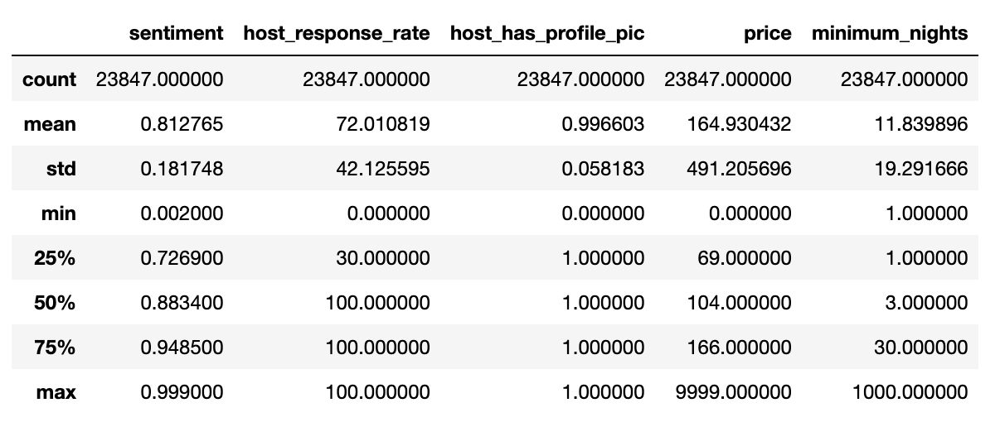 sentiment host_response_rate host_has_profile_pic price minimum_nights
count 23847.000000 23847.000000 23847.000000 23847.000000 23847.000000
mean 0.812765 72.010819 0.996603 164.930432 11.839896
std 0.181748 42.125595 0.058183 491.205696 19.291666
min 0.002000 0.000000 0.000000 0.000000 1.000000
25% 0.726900 30.000000 1.000000 69.000000 1.000000
50% 0.883400 100.000000 1.000000 104.000000 3.000000
75% 0.948500 100.000000 1.000000 166.000000 30.000000
max 0.999000 100.000000 1.000000 9999.000000 1000.000000